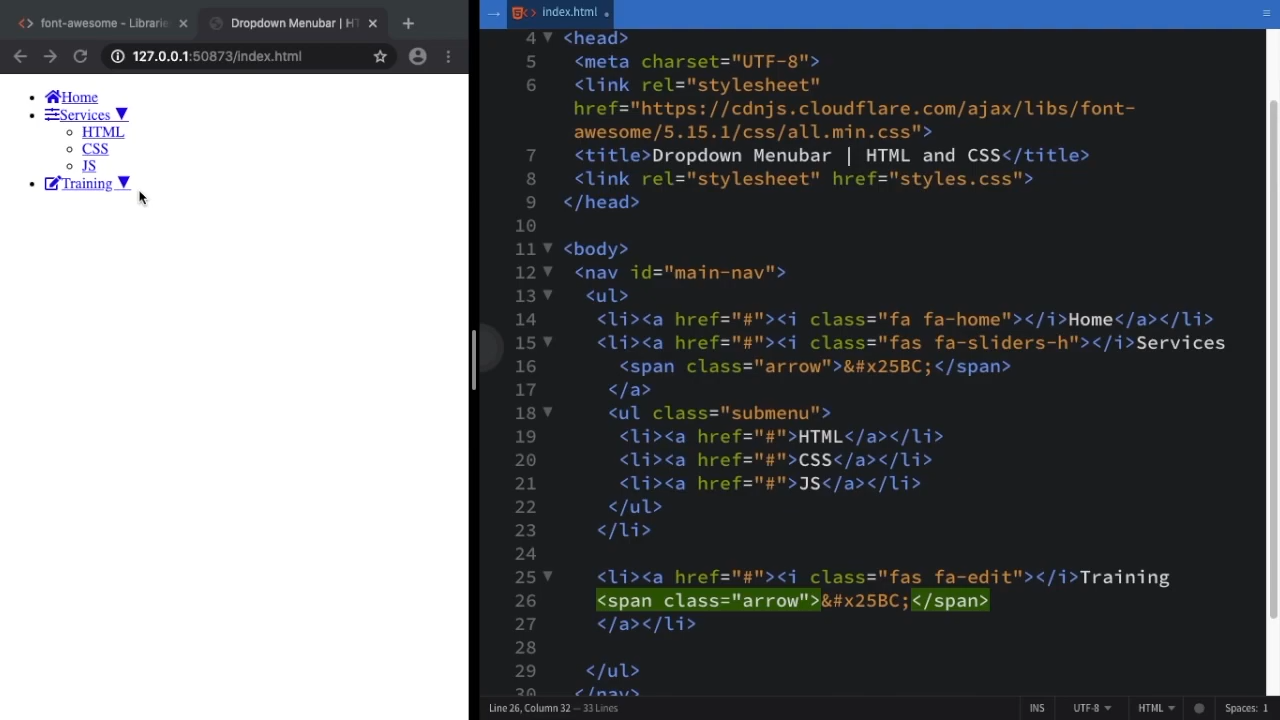 font-awesome - Librarie
Dropdown Menubar | HT
127.0.0.1:50873/index.html
Home
Services ▼
HTML
CSS
JS
Training ▼
index.html
4 <head>
5 <meta charset="UTF-8">
6 <link rel="stylesheet"
href="https://cdnjs.cloudflare.com/ajax/libs/font-
awesome/5.15.1/css/all.min.css">
7 <title>Dropdown Menubar | HTML and CSS</title>
8 <link rel="stylesheet" href="styles.css">
9 </head>
10
11 <body>
12 <nav id="main-nav">
13 <ul>
14 <li><a href="#"><i class="fa fa-home"></i>Home</a></li>
15 <li><a href="#"><i class="fas fa-sliders-h"></i>Services
16 <span class="arrow">&#x25BC;</span>
17 </a>
18 <ul class="submenu">
19 <li><a href="#">HTML</a></li>
20 <li><a href="#">CSS</a></li>
21 <li><a href="#">JS</a></li>
22 </ul>
23 </li>
24
25 <li><a href="#"><i class="fas fa-edit"></i>Training
26 <span class="arrow">&#x25BC;</span>
27 </a></li>
28
29 </ul>
30 </nav>
Line 26, Column 32 — 33 Lines
INS
UTF-8
HTML
Spaces: 1